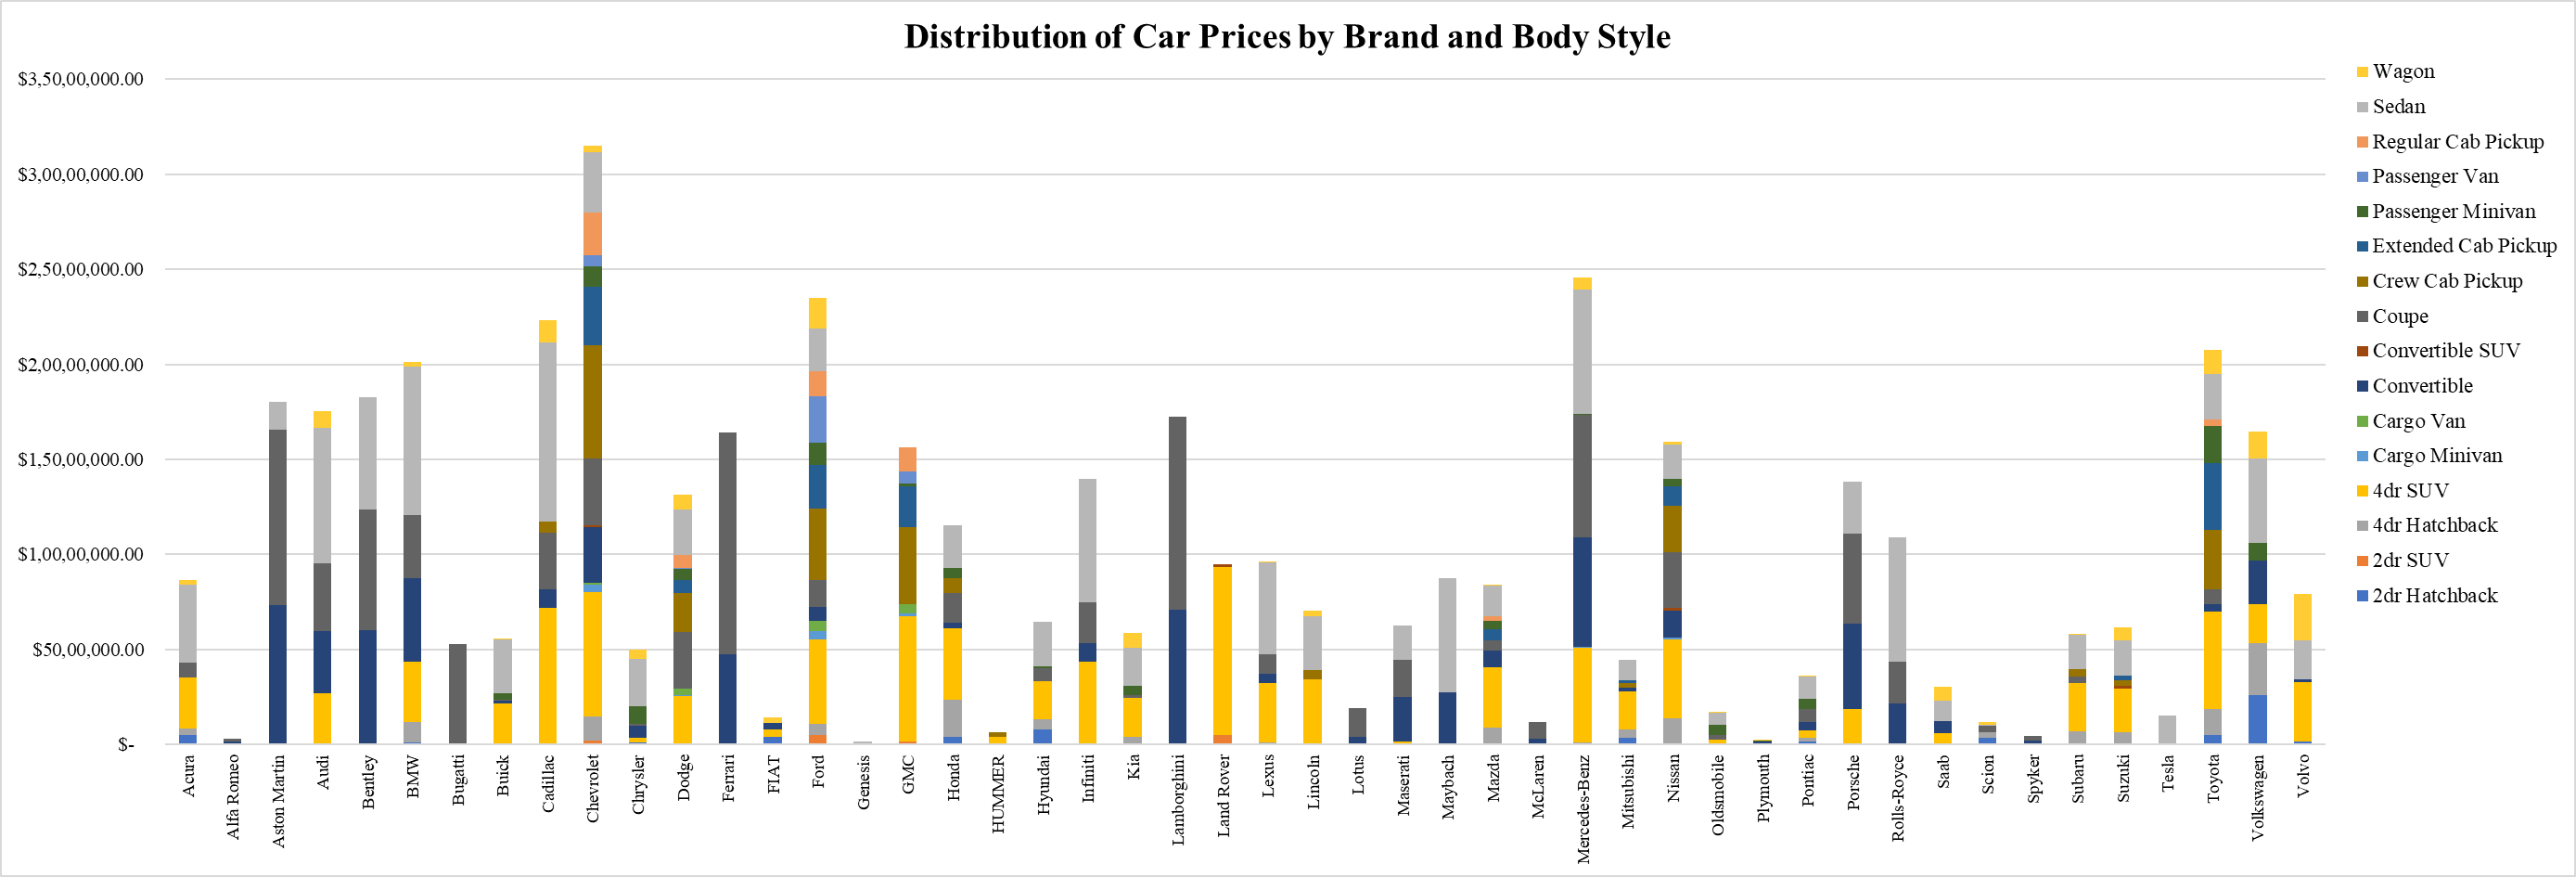 Distribution of Car Prices by Brand and Body Style
$3,50,00,000.00
$3,00,00,000.00
$2,50,00,000.00
$2,00,00,000.00
$1,50,00,000.00
$1,00,00,000.00
$50,00,000.00
$-
Acura
Alfa Romeo
Aston Martin
Audi
Bentley
BMW
Bugatti
Buick
Cadillac
Chevrolet
Chrysler
Dodge
Ferrari
FIAT
Ford
Genesis
GMC
Honda
HUMMER
Hyundai
Infiniti
Kia
Lamborghini
Land Rover
Lexus
Lincoln
Lotus
Maserati
Maybach
Mazda
McLaren
Mercedes-Benz
Mitsubishi
Nissan
Oldsmobile
Plymouth
Pontiac
Porsche
Rolls-Royce
Saab
Scion
Spyker
Subaru
Suzuki
Tesla
Toyota
Volkswagen
Volvo
Wagon
Sedan
Regular Cab Pickup
Passenger Van
Passenger Minivan
Extended Cab Pickup
Crew Cab Pickup
Coupe
Convertible SUV
Convertible
Cargo Van
Cargo Minivan
4dr SUV
4dr Hatchback
2dr SUV
2dr Hatchback